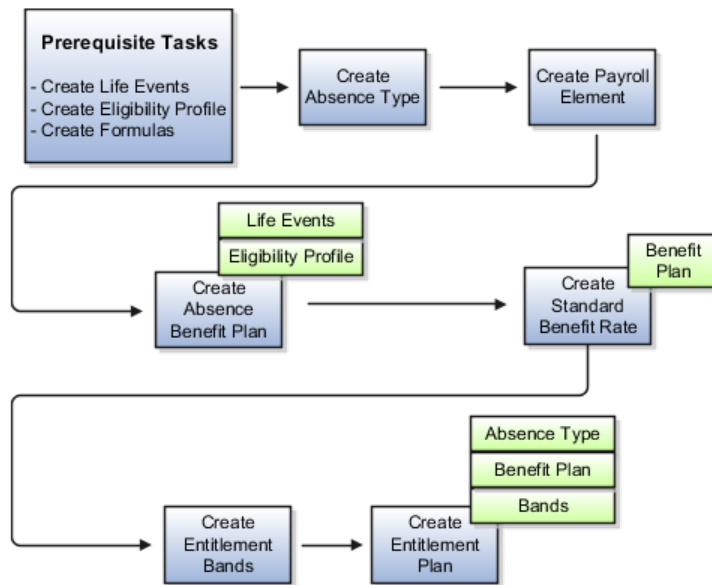 Prerequisite Tasks
- Create Life Events
- Create Eligibility Profile
- Create Formulas
Create
Absence Type
Create Payroll
Element
Life Events
Eligibility Profile
Create
Absence
Benefit Plan
Benefit
Plan
Create
Standard
Benefit Rate
Absence Type
Benefit Plan
Bands
Create
Entitlement
Bands
Create
Entitlement
Plan